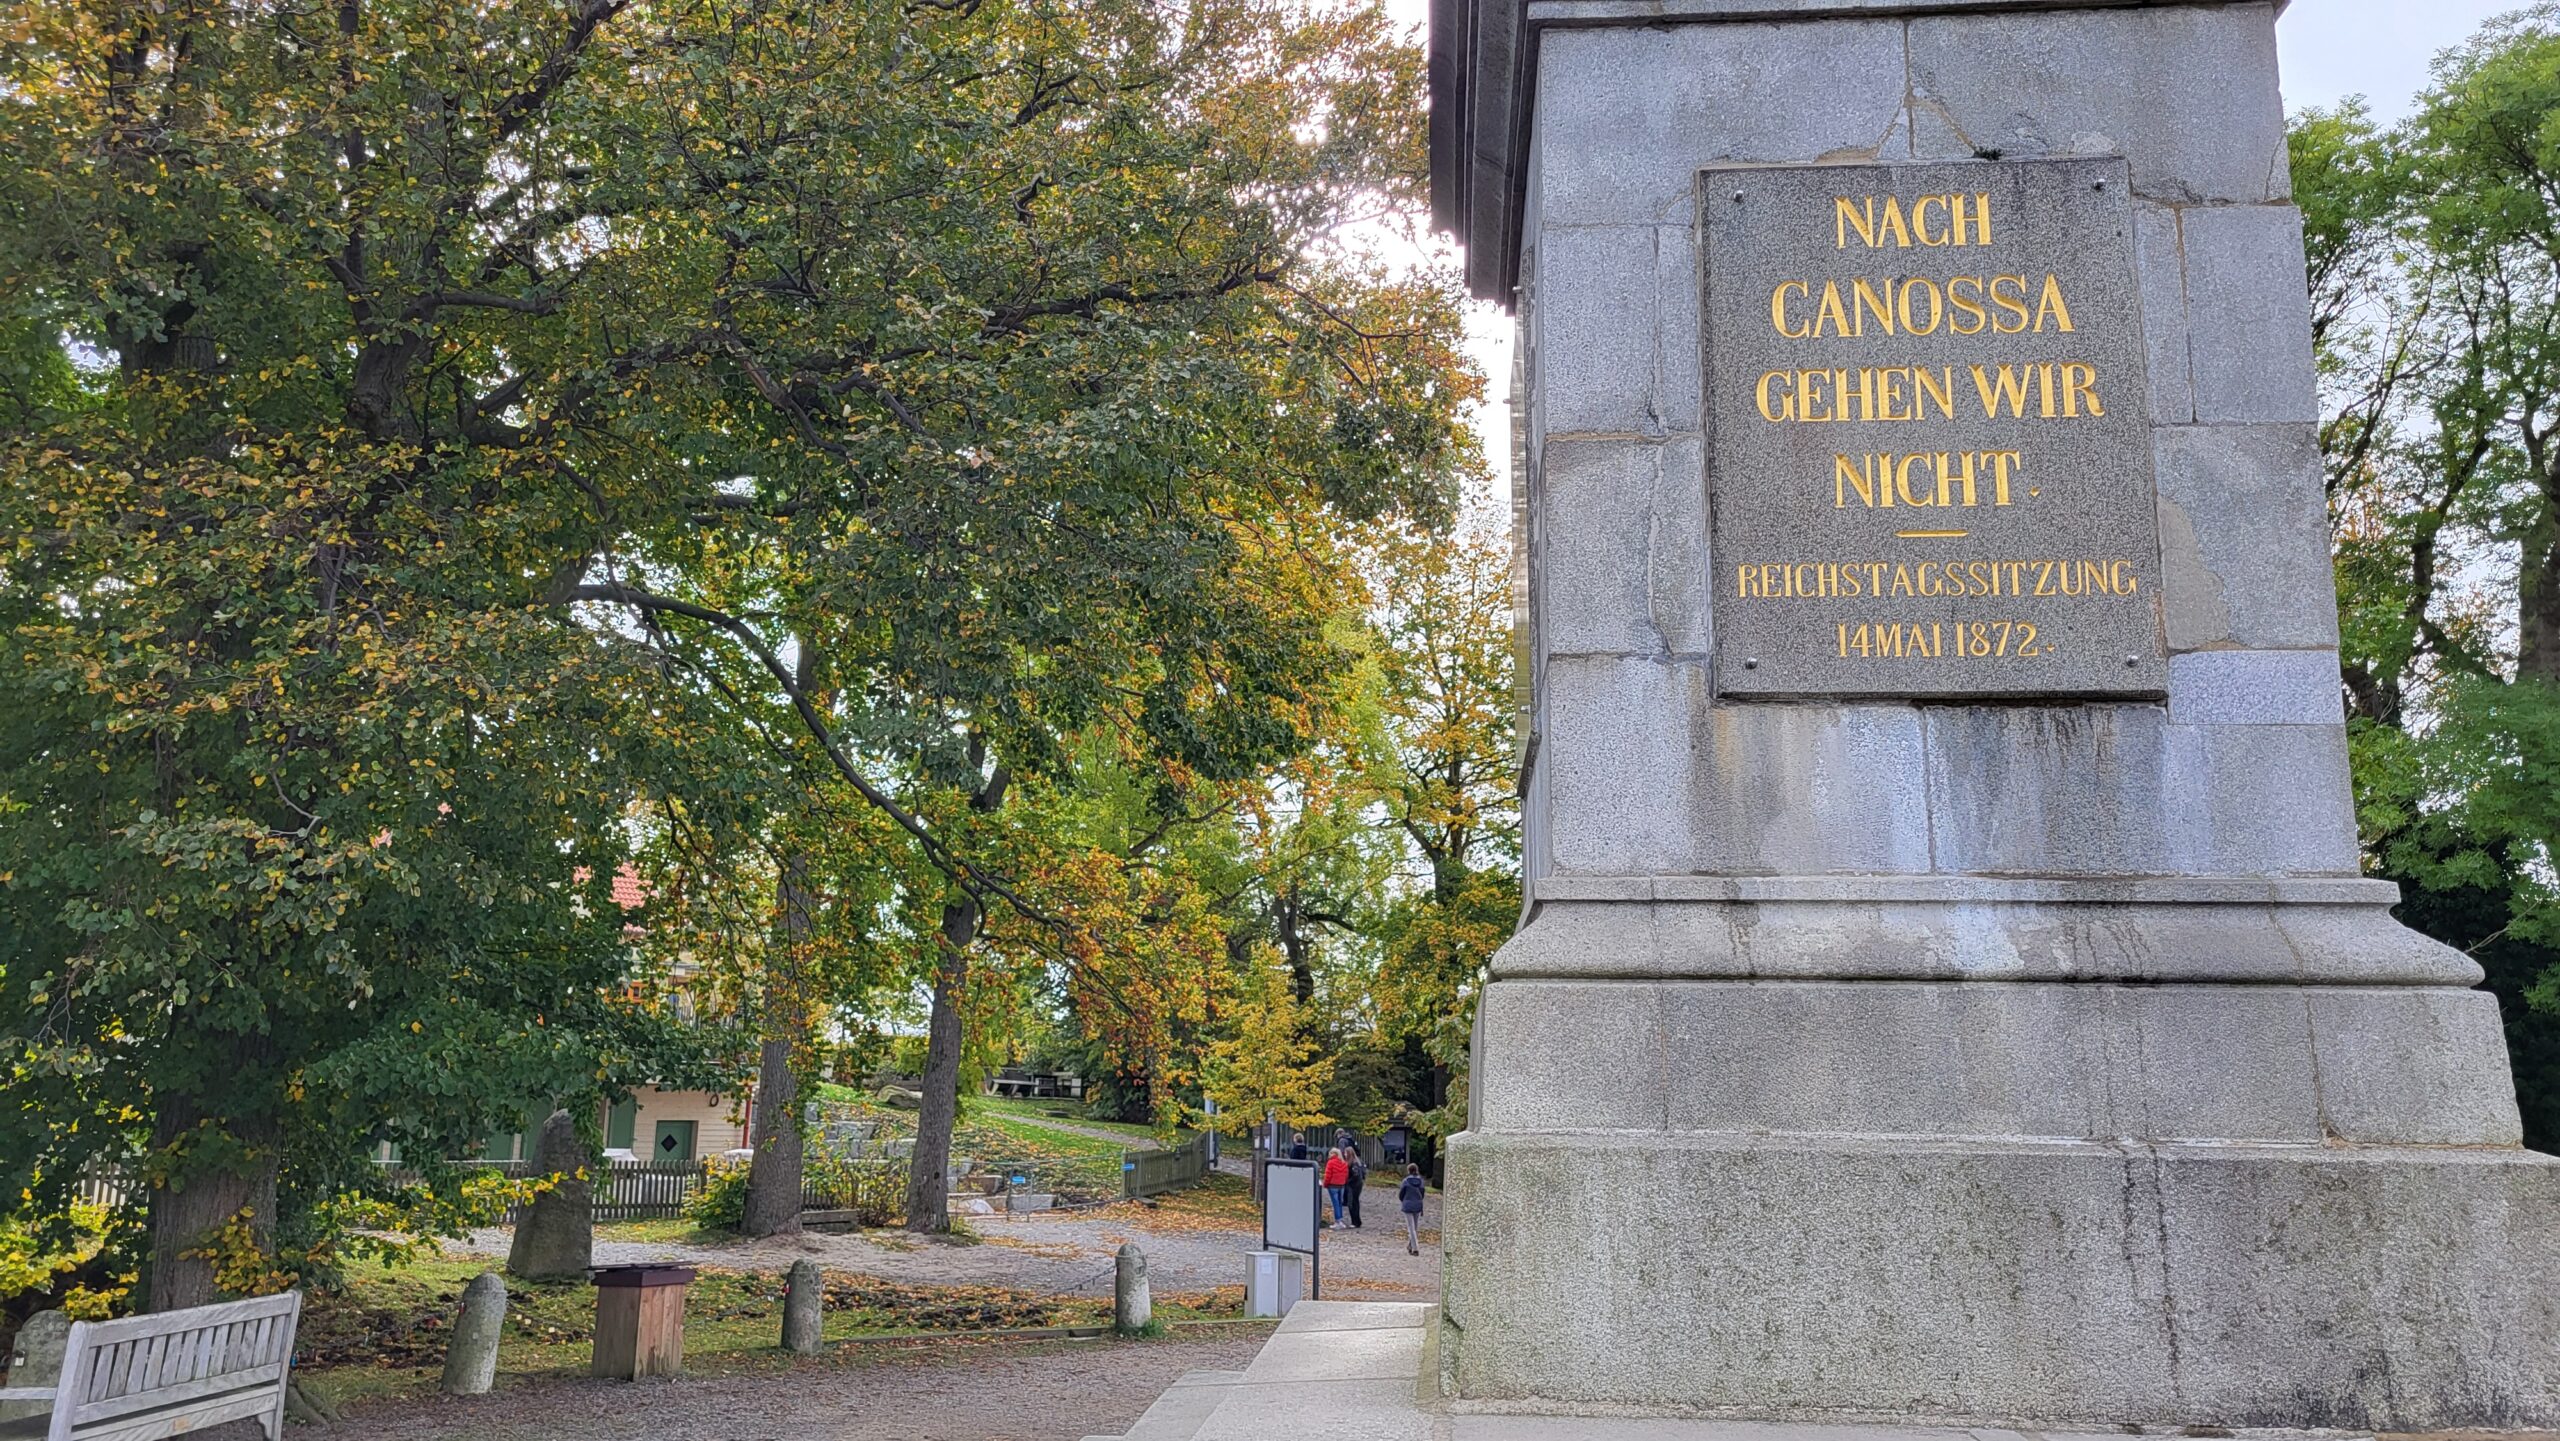 NACH
CANOSSA
GEHEN WIR
NICHT.
REICHSTAGSSITZUNG
14 MAI 1872.